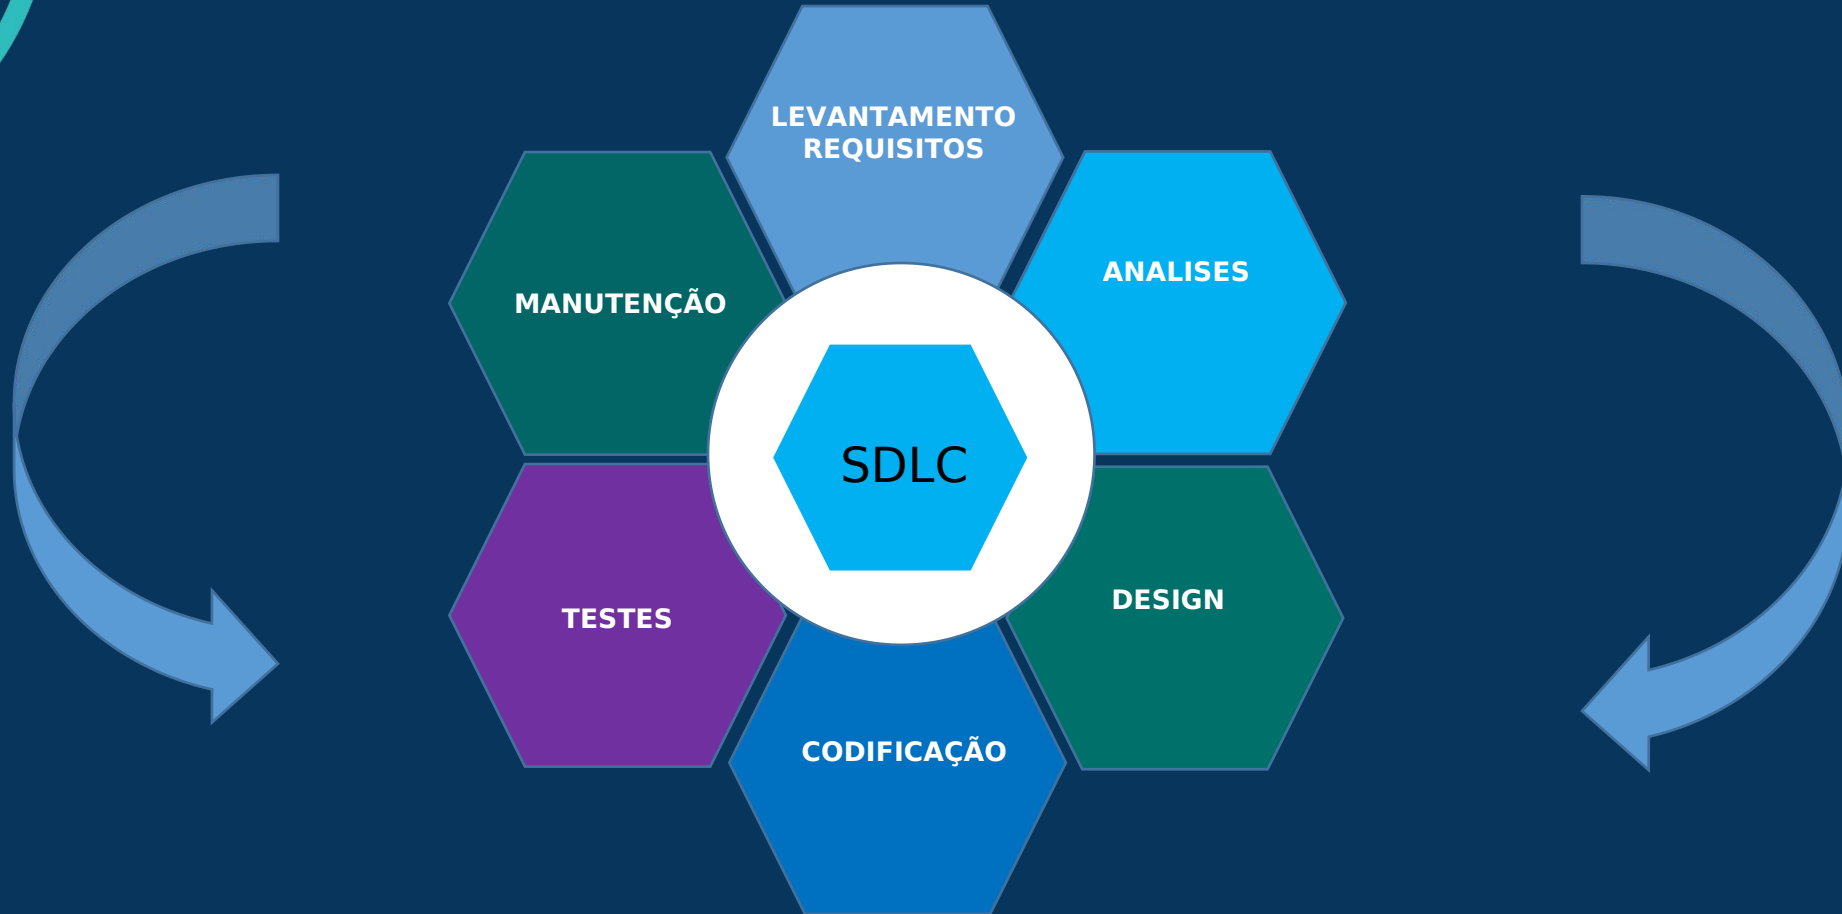 LEVANTAMENTO
REQUISITOS
ANALISES
MANUTENÇÃO
SDLC
DESIGN
TESTES
CODIFICAÇÃO